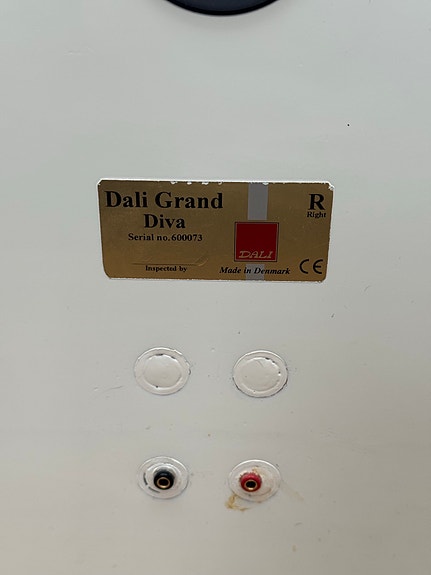 Dali Grand
Diva
Serial no. 600073
Inspected by
R
Right
DALI
Made in Denmark
CE